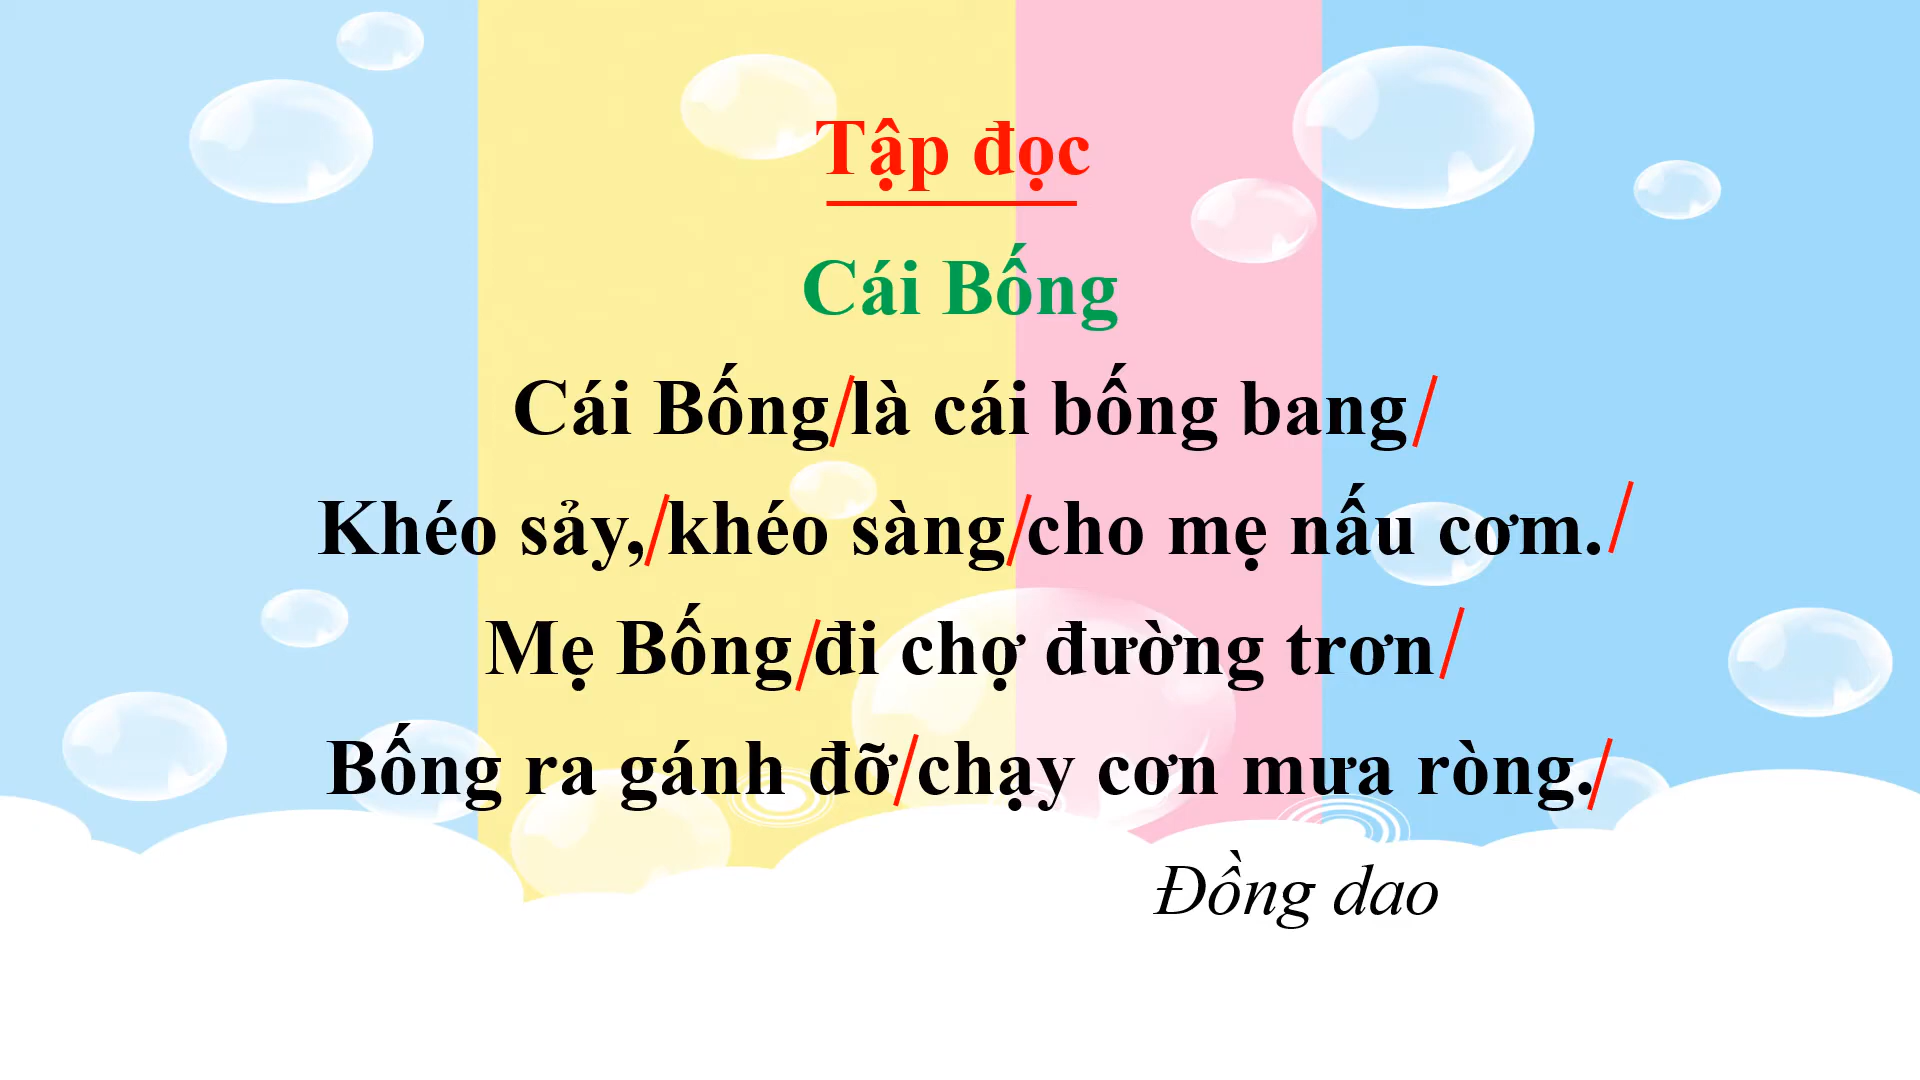 Tập đọc
Cái Bống
Cái Bống/là cái bống bang/
Khéo sảy,/khéo sàng/cho mẹ nấu cơm./
Mẹ Bống/đi chợ đường trơn/
Bống ra gánh đỡ/chạy cơn mưa ròng./
Đồng dao